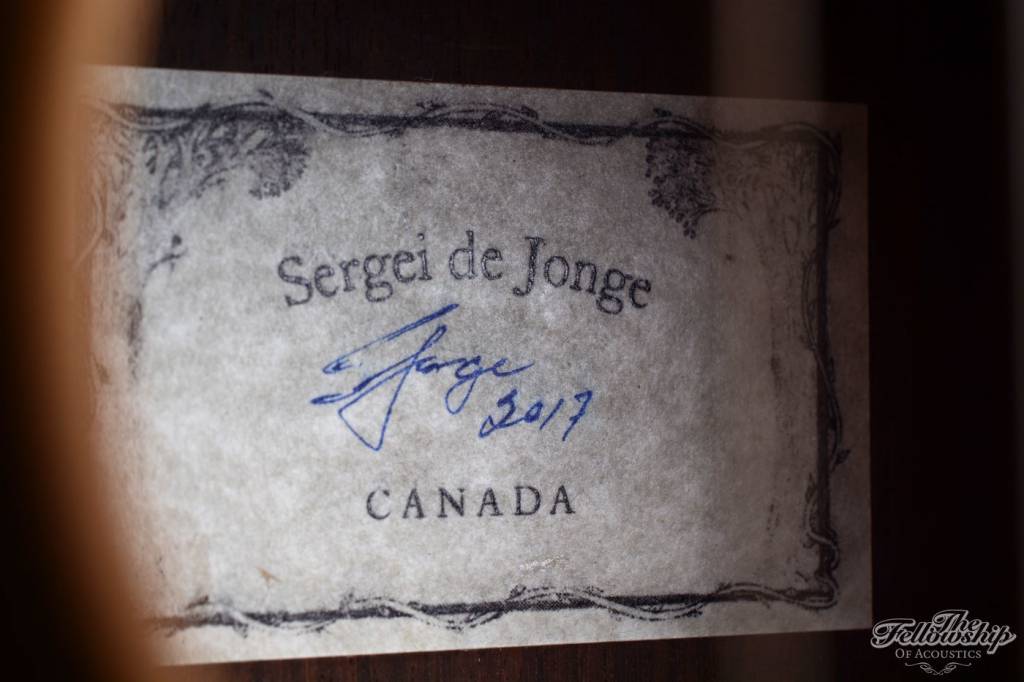 Sergei de Jonge
Jonge
2017
CANADA
The
Fellowship
OF ACOUSTICS